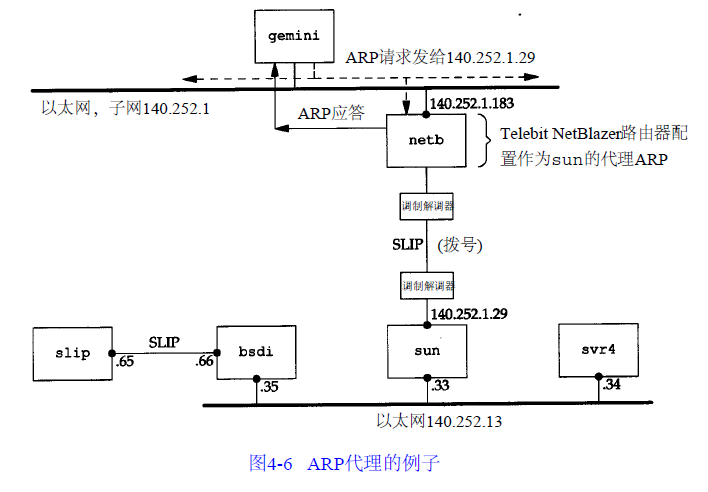 gemini
ARP请求发给140.252.1.29
以太网，子网140.252.1
ARP应答
140.252.1.183
netb
Telebit NetBlazer路由器配
置作为sun的代理ARP
调制解调器
SLIP (拨号)
调制解调器
140.252.1.29
slip
.65
SLIP
.66
bsdi
.35
sun
.33
svr4
.34
以太网140.252.13
图4-6 ARP代理的例子